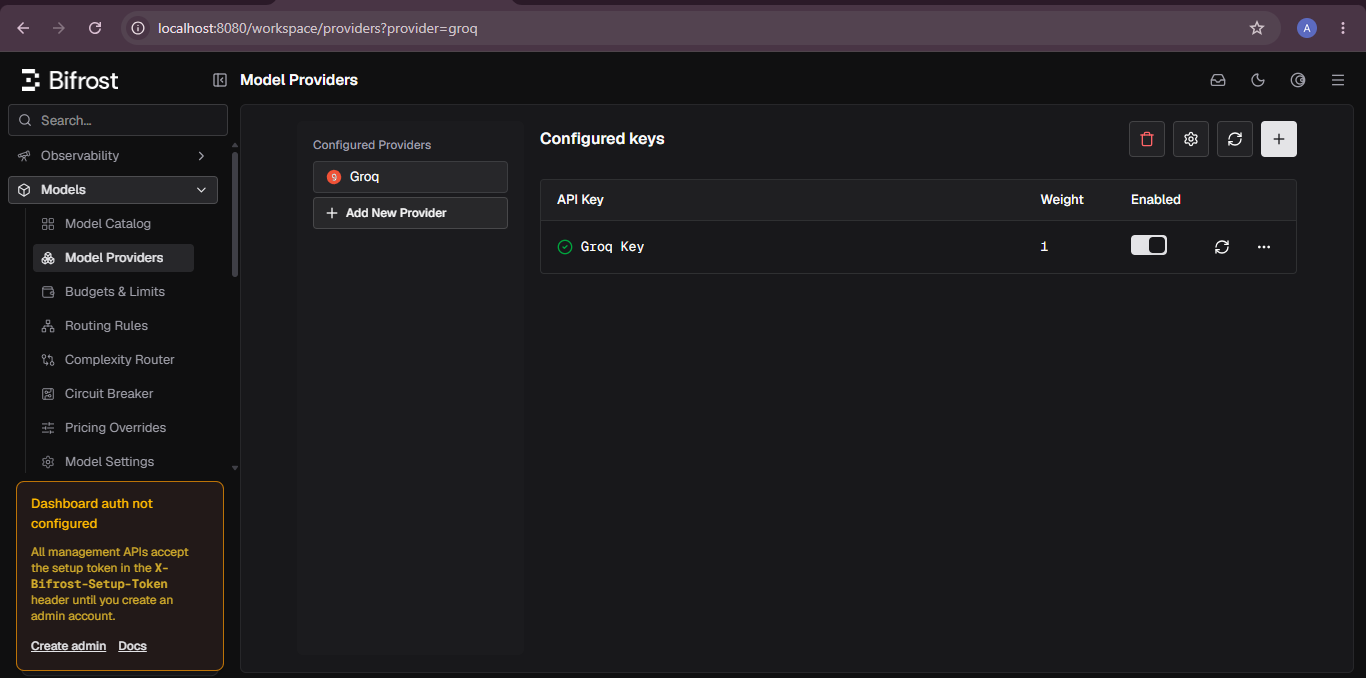 localhost:8080/workspace/providers?provider=groq
A
Bifrost
Model Providers
Search...
Observability
Models
Model Catalog
Model Providers
Budgets & Limits
Routing Rules
Complexity Router
Circuit Breaker
Pricing Overrides
Model Settings
Dashboard auth not
configured
All management APIs accept
the setup token in the X-
Bifrost-Setup-Token
header until you create an
admin account.
Create admin Docs
Configured Providers
g Groq
Add New Provider
Configured keys
API Key Weight Enabled
Groq Key 1